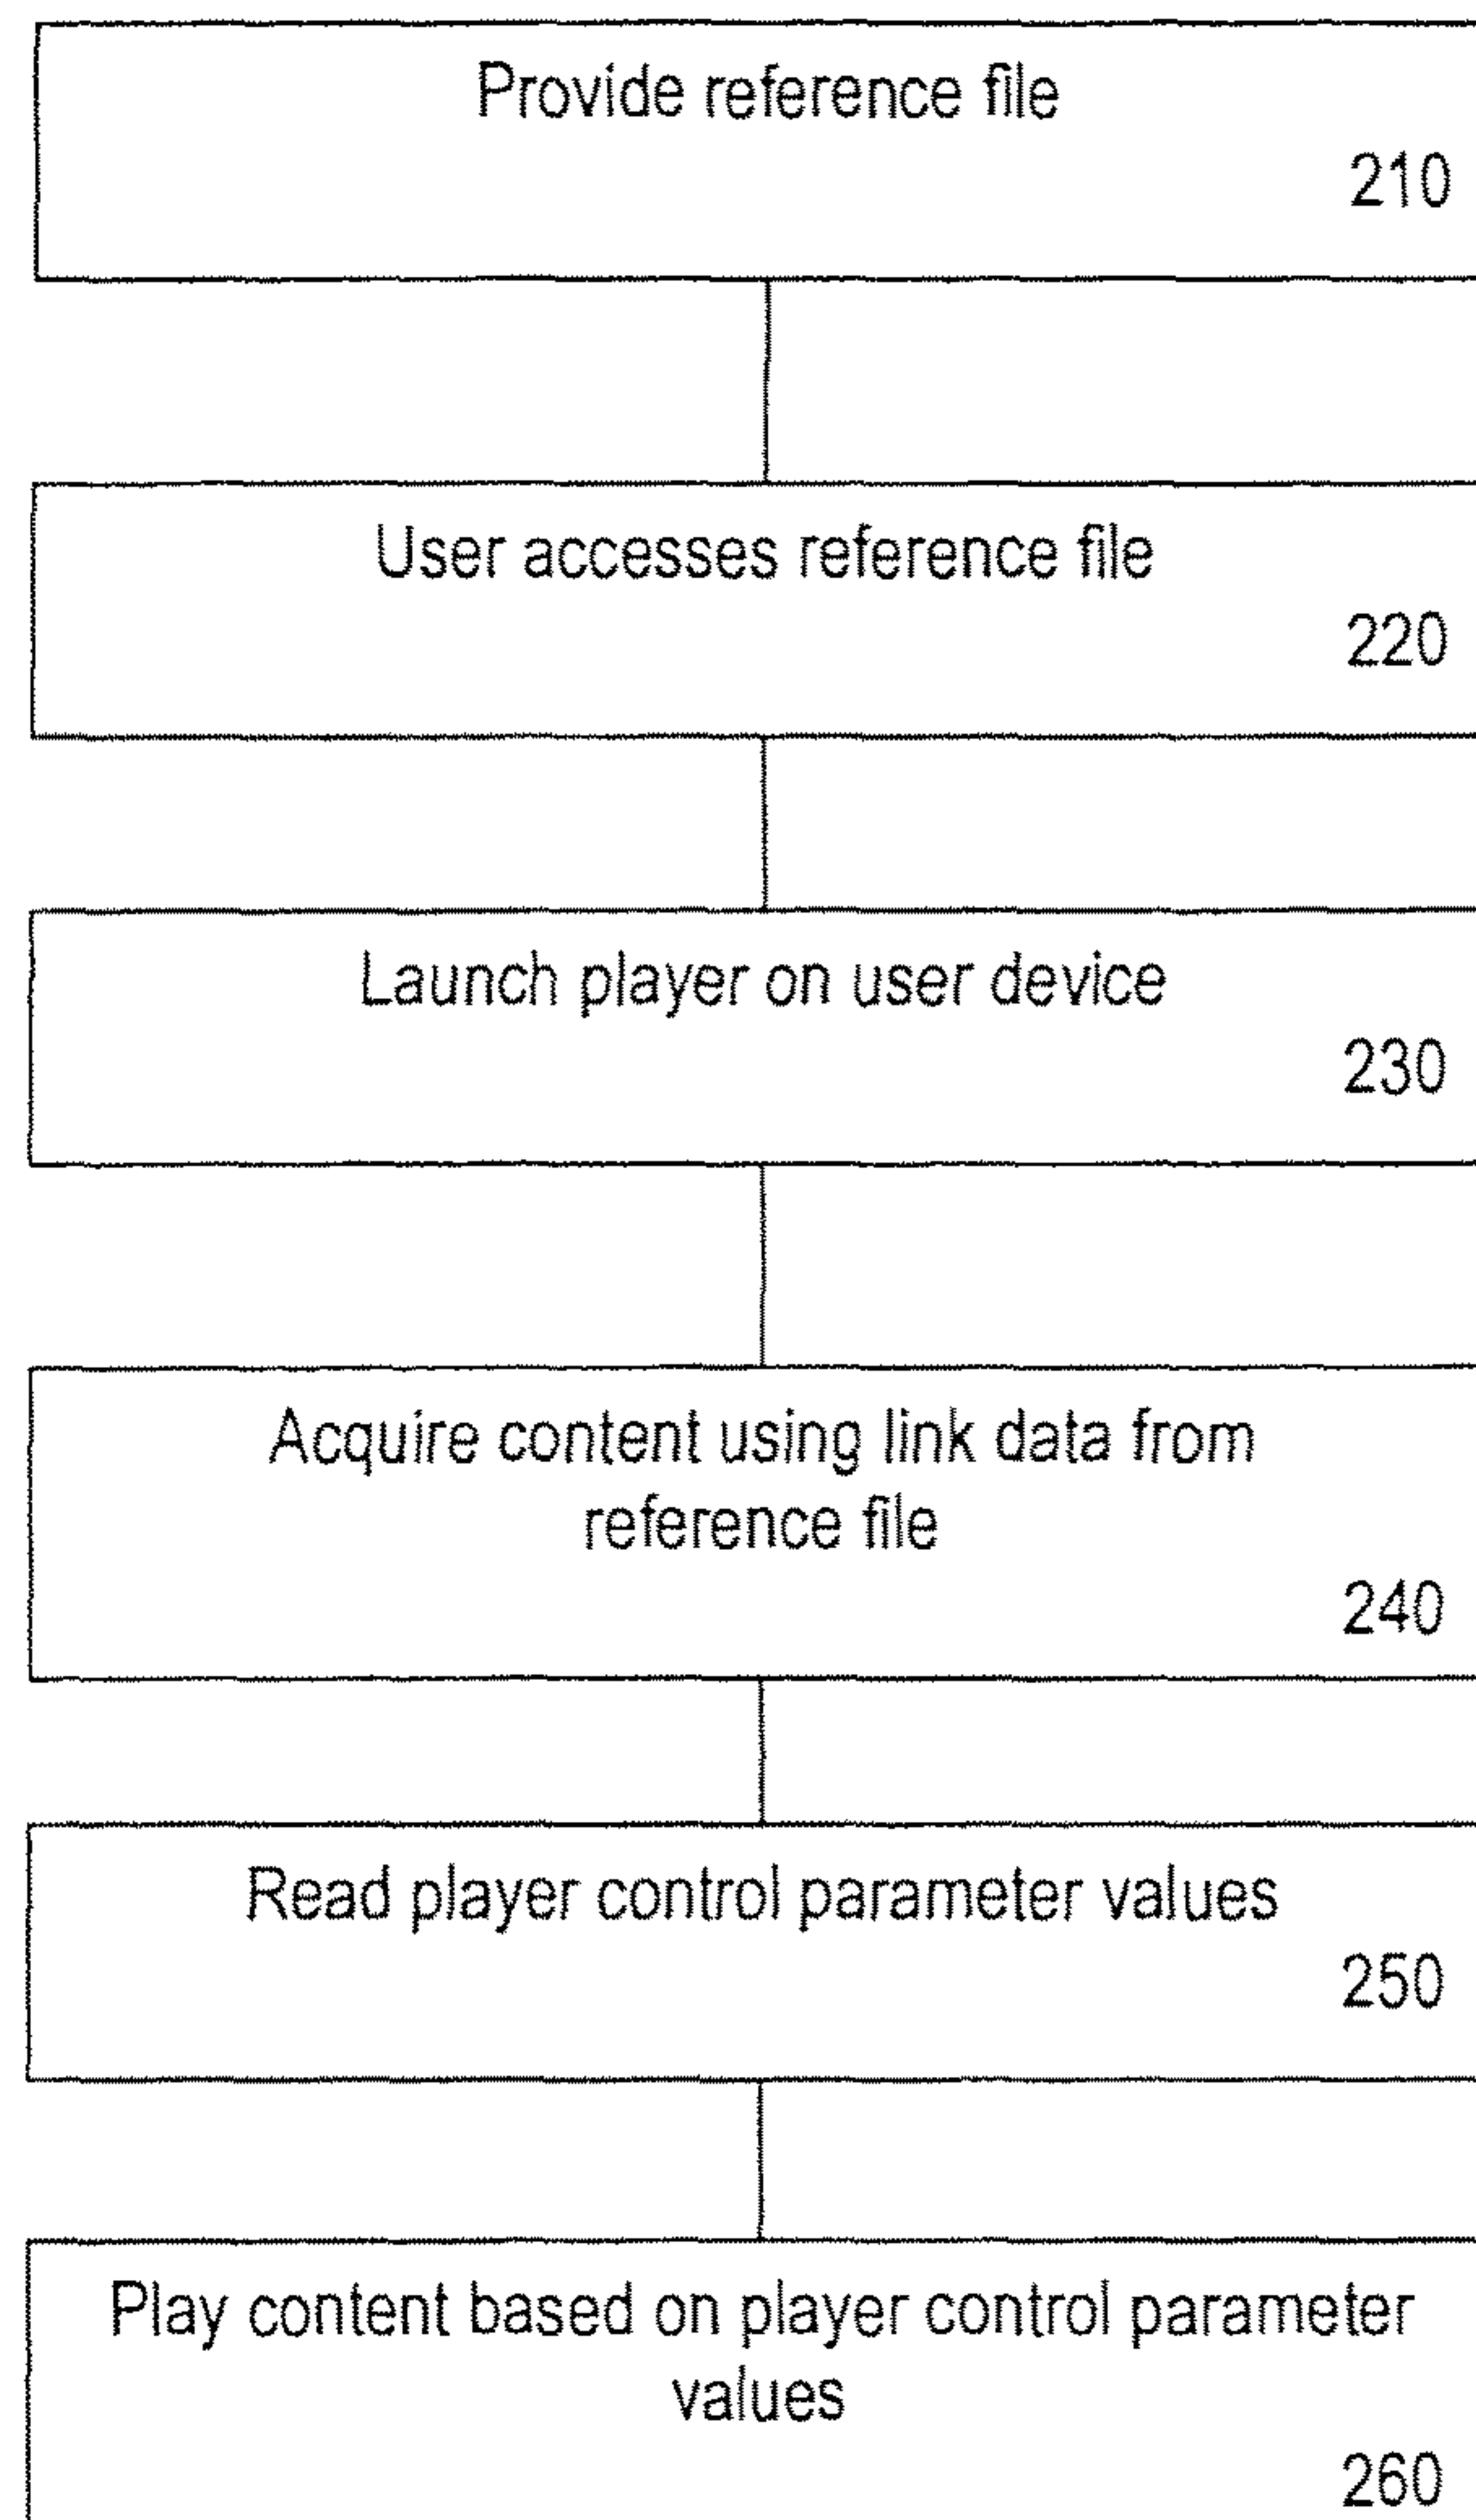 Provide reference file
210
User accesses reference file
220
Launch player on user device
230
Acquire content using link data from
reference file
240
Read player control parameter values
250
Play content based on player control parameter
values
260